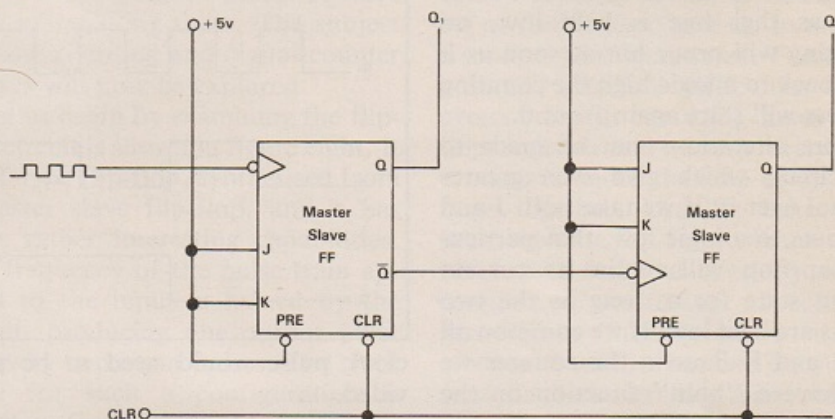 +5v
Q₁
+5v
Q
Q
Master
Slave
FF
J
Q̅
K
PRE
CLR
J
Q
K
Master
Slave
FF
PRE
CLR
CLR